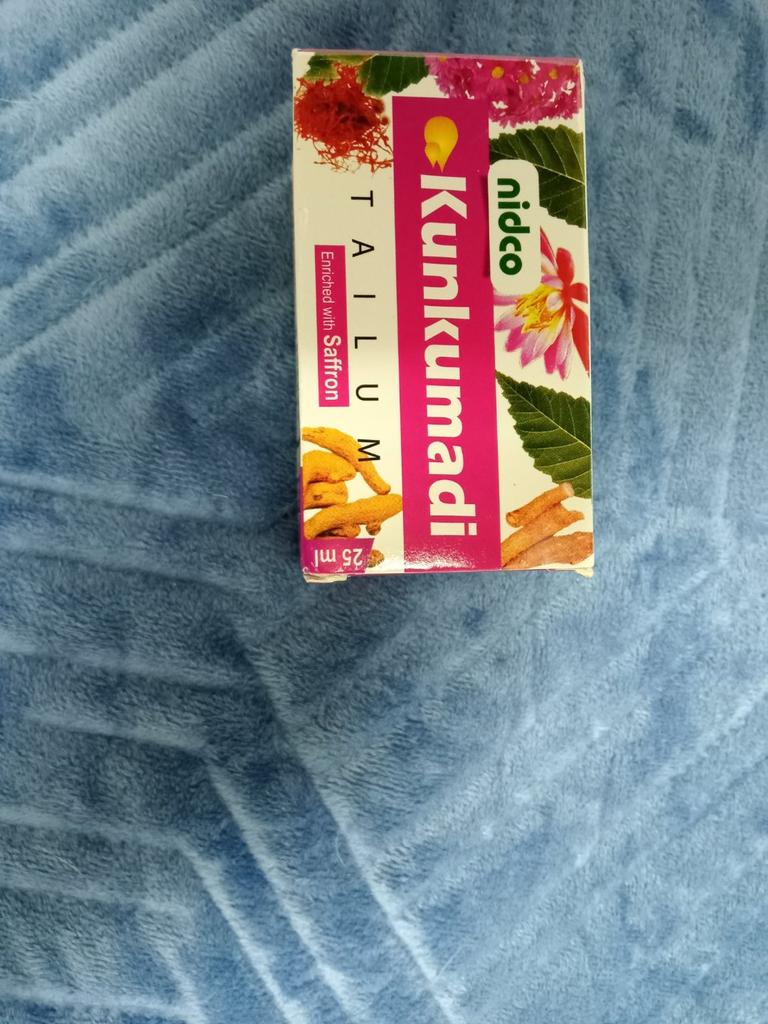 nidco
Kunkumadi
TAILUM
Enriched with Saffron
25 ml